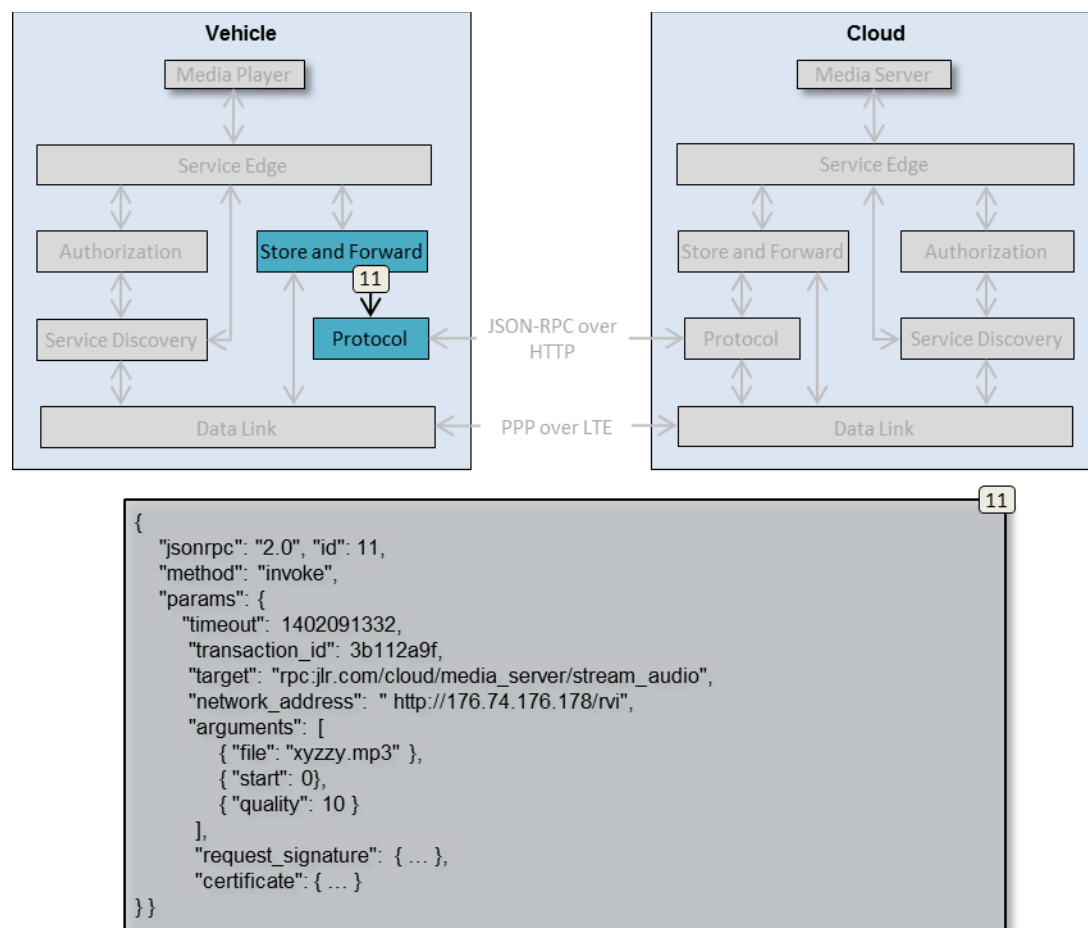 Vehicle
Cloud
Media Player
Media Server
Service Edge
Service Edge
Authorization
Store and Forward
Store and Forward
Authorization
11
Service Discovery
Protocol
JSON-RPC over
HTTP
Protocol
Service Discovery
Data Link
PPP over LTE
Data Link
11
{
"jsonrpc": "2.0", "id": 11,
"method": "invoke",
"params": {
"timeout": 1402091332,
"transaction_id": 3b112a9f,
"target": "rpc:jlr.com/cloud/media_server/stream_audio",
"network_address": " http://176.74.176.178/rvi",
"arguments": [
{ "file": "xyzzy.mp3" },
{ "start": 0},
{ "quality": 10 }
],
"request_signature": { … },
"certificate": { … }
} }